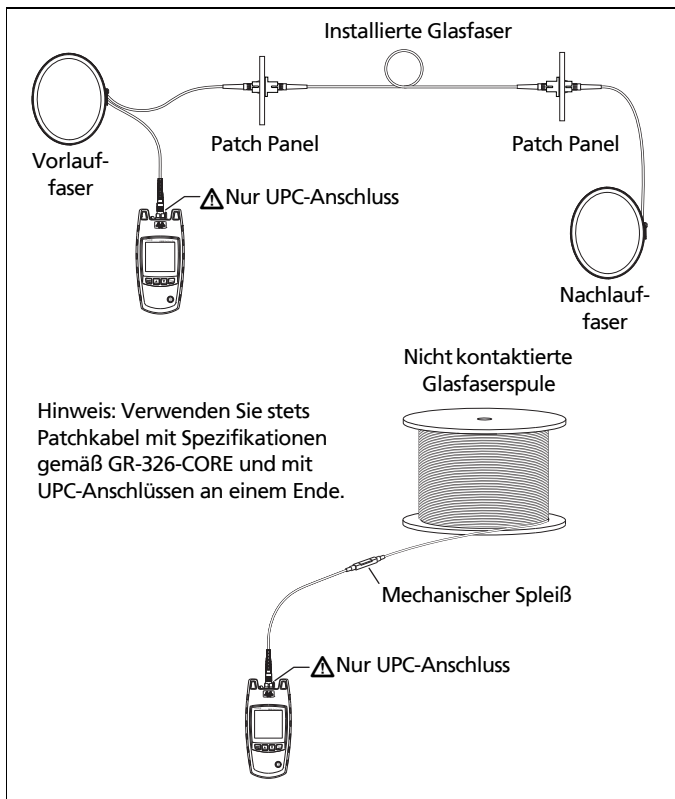 Installierte Glasfaser
Patch Panel
Patch Panel
Vorlauf-
faser
⚠Nur UPC-Anschluss
Nachlauf-
faser
Nicht kontaktierte
Glasfaserspule
Hinweis: Verwenden Sie stets
Patchkabel mit Spezifikationen
gemäß GR-326-CORE und mit
UPC-Anschlüssen an einem Ende.
Mechanischer Spleiß
⚠Nur UPC-Anschluss